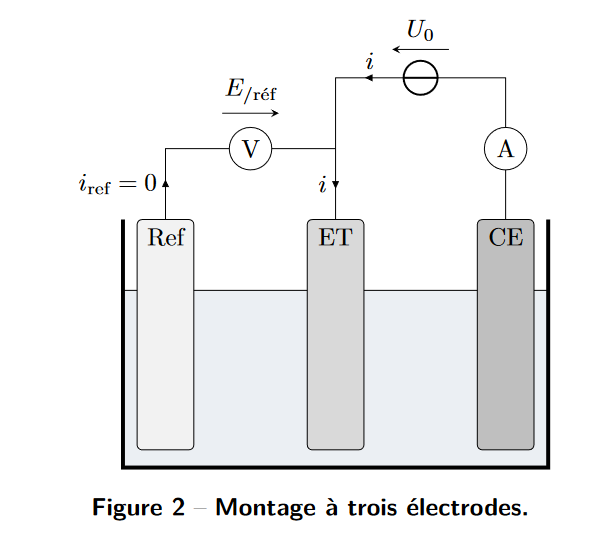 U₀
i
E/réf
V
A
iref = 0
i
Ref
ET
CE
Figure 2 – Montage à trois électrodes.